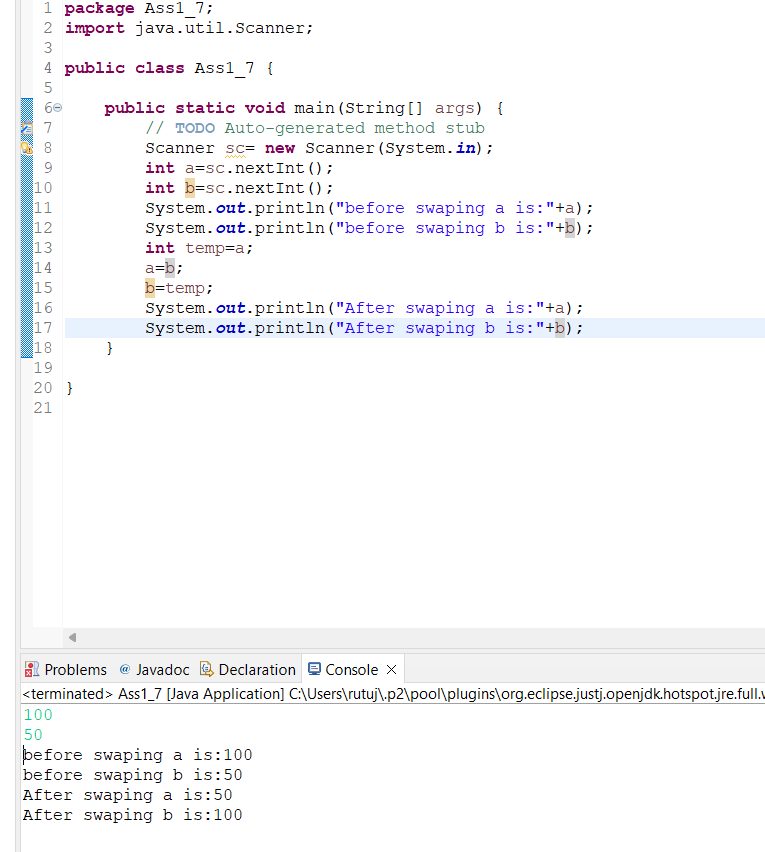 1 package Ass1_7;
2 import java.util.Scanner;
3
4 public class Ass1_7 {
5
6 public static void main(String[] args) {
7 // TODO Auto-generated method stub
8 Scanner sc= new Scanner(System.in);
9 int a=sc.nextInt();
10 int b=sc.nextInt();
11 System.out.println("before swaping a is:"+a);
12 System.out.println("before swaping b is:"+b);
13 int temp=a;
14 a=b;
15 b=temp;
16 System.out.println("After swaping a is:"+a);
17 System.out.println("After swaping b is:"+b);
18 }
19
20 }
21
Problems @ Javadoc Declaration Console
<terminated> Ass1_7 [Java Application] C:\Users\rutuj\.p2\pool\plugins\org.eclipse.justj.openjdk.hotspot.jre.full.w
100
50
before swaping a is:100
before swaping b is:50
After swaping a is:50
After swaping b is:100